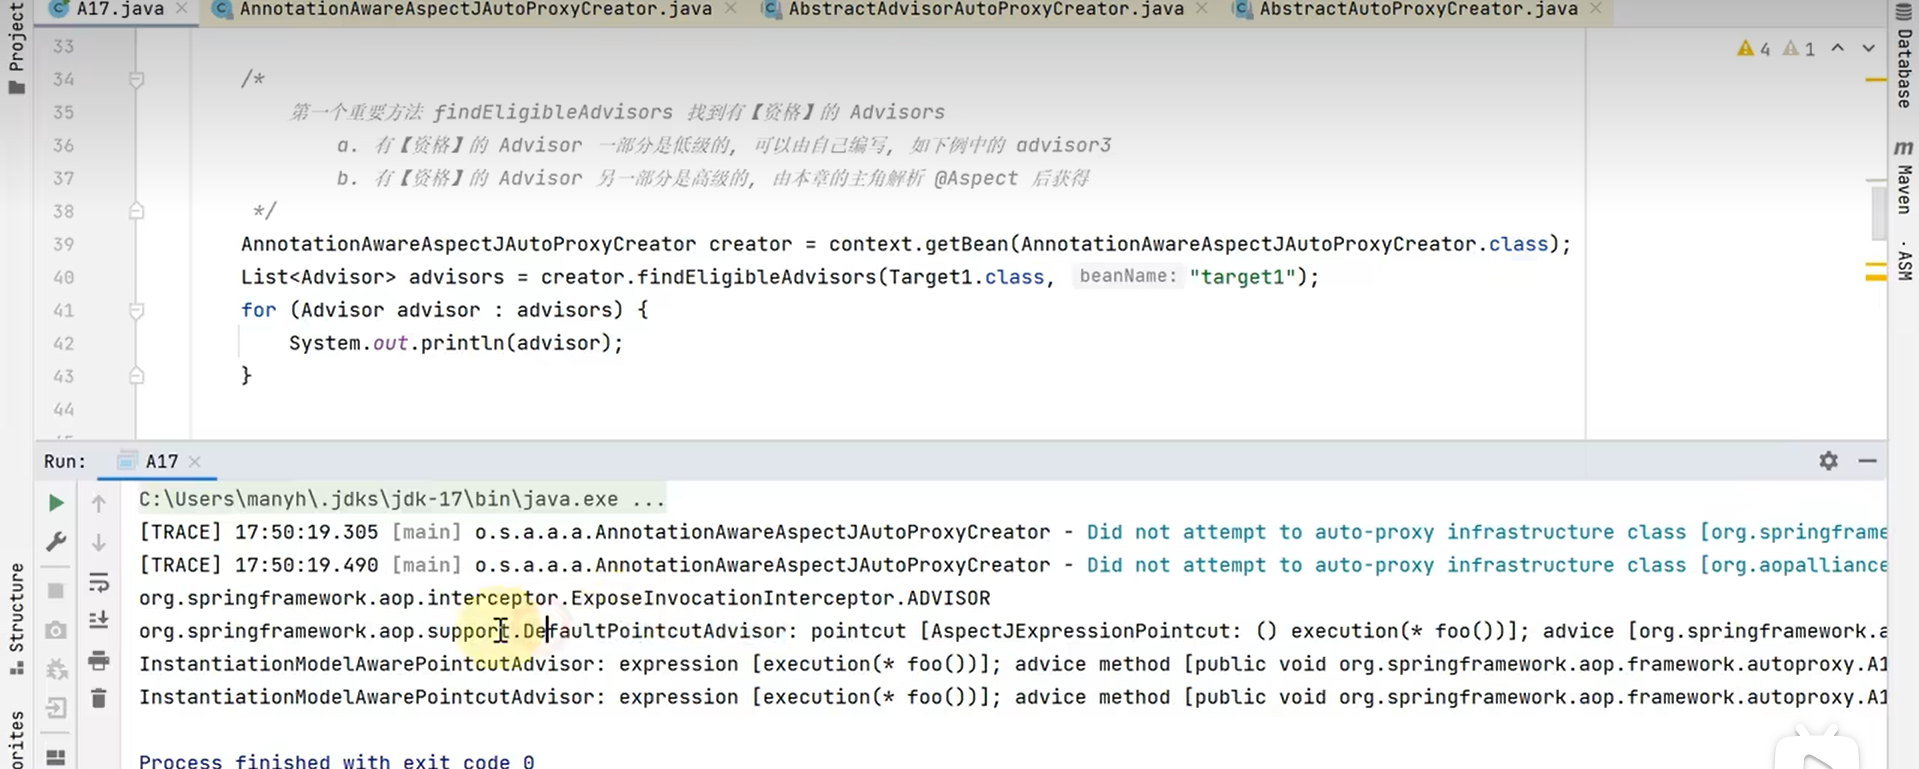 A17.java AnnotationAwareAspectJAutoProxyCreator.java AbstractAdvisorAutoProxyCreator.java AbstractAutoProxyCreator.java
Project
Database
Maven
ASM
4 1
33
34 /*
35 第一个重要方法 findEligibleAdvisors 找到有【资格】的 Advisors
36 a. 有【资格】的 Advisor 一部分是低级的, 可以由自己编写, 如下例中的 advisor3
37 b. 有【资格】的 Advisor 另一部分是高级的, 由本章的主角解析 @Aspect 后获得
38 */
39 AnnotationAwareAspectJAutoProxyCreator creator = context.getBean(AnnotationAwareAspectJAutoProxyCreator.class);
40 List<Advisor> advisors = creator.findEligibleAdvisors(Target1.class, beanName: "target1");
41 for (Advisor advisor : advisors) {
42 System.out.println(advisor);
43 }
44
Run: A17
Structure
C:\Users\manyh\.jdks\jdk-17\bin\java.exe ...
[TRACE] 17:50:19.305 [main] o.s.a.a.a.AnnotationAwareAspectJAutoProxyCreator - Did not attempt to auto-proxy infrastructure class [org.springframe
[TRACE] 17:50:19.490 [main] o.s.a.a.a.AnnotationAwareAspectJAutoProxyCreator - Did not attempt to auto-proxy infrastructure class [org.aopalliance
org.springframework.aop.interceptor.ExposeInvocationInterceptor.ADVISOR
org.springframework.aop.support.DefaultPointcutAdvisor: pointcut [AspectJExpressionPointcut: () execution(* foo())]; advice [org.springframework.a
InstantiationModelAwarePointcutAdvisor: expression [execution(* foo())]; advice method [public void org.springframework.aop.framework.autoproxy.A1
InstantiationModelAwarePointcutAdvisor: expression [execution(* foo())]; advice method [public void org.springframework.aop.framework.autoproxy.A1
Process finished with exit code 0